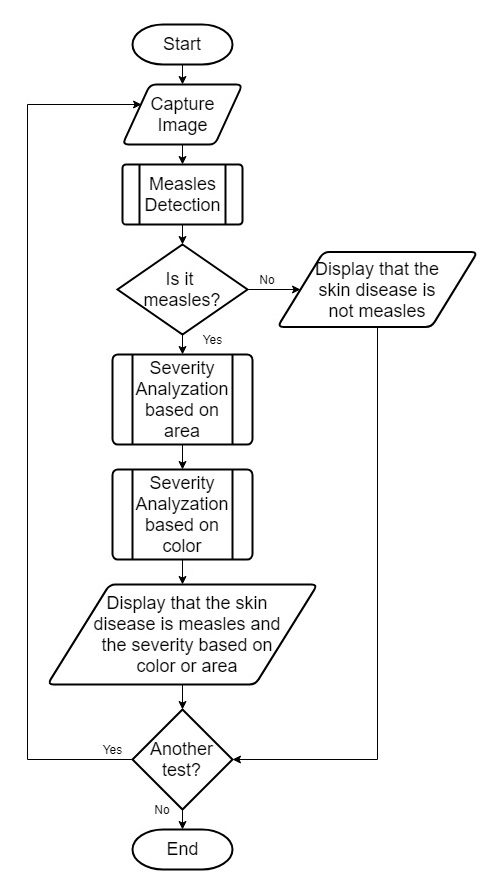 Start
Capture
Image
Measles
Detection
Is it
measles?
No
Display that the
skin disease is
not measles
Yes
Severity
Analyzation
based on
area
Severity
Analyzation
based on
color
Display that the skin
disease is measles and
the severity based on
color or area
Another
test?
Yes
No
End